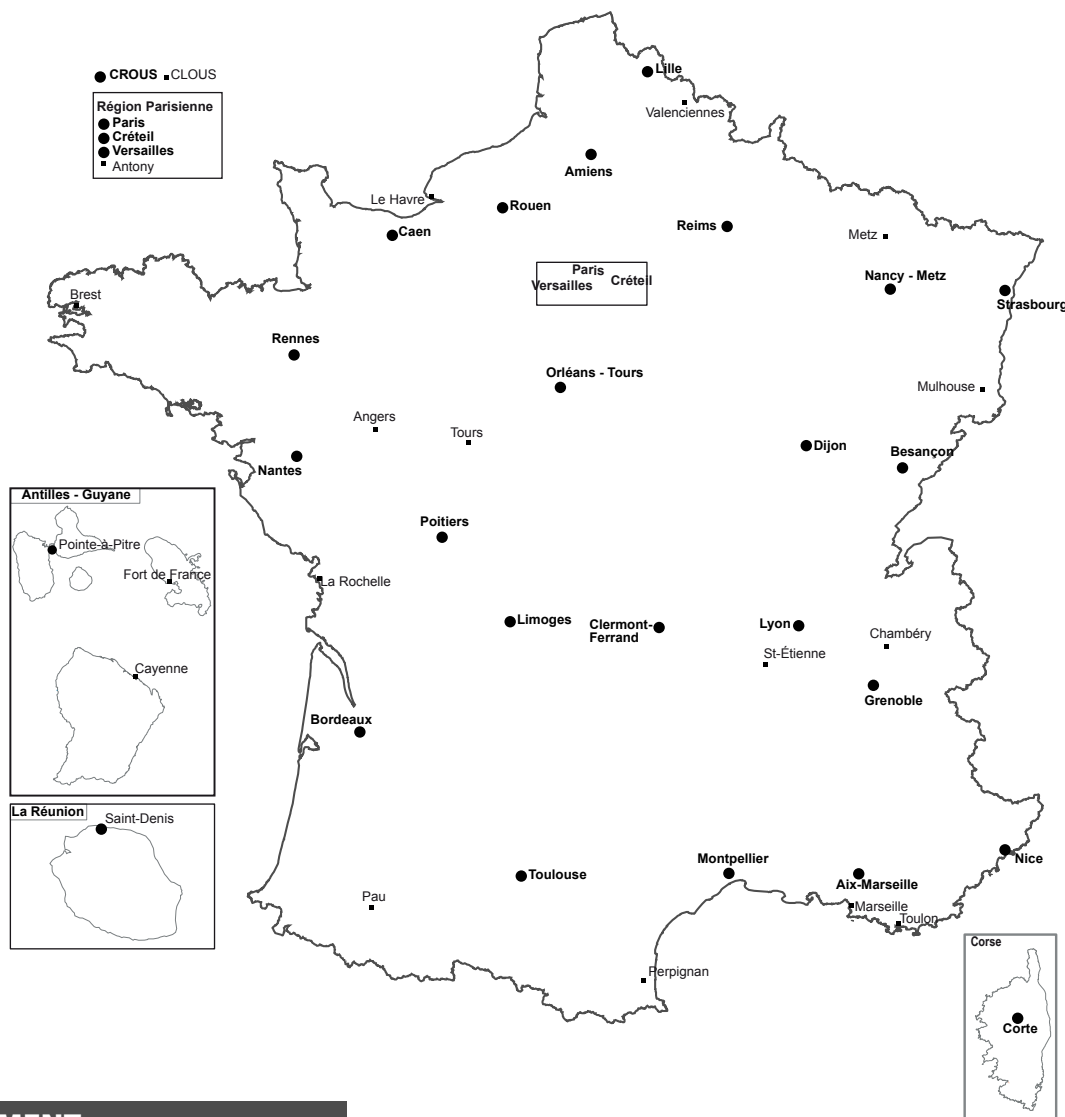 CROUS CLOUS
Région Parisienne
Paris
Créteil
Versailles
Antony
Lille
Valenciennes
Amiens
Le Havre
Rouen
Caen
Reims
Metz
Paris
Versailles
Créteil
Nancy - Metz
Strasbourg
Brest
Rennes
Orléans - Tours
Mulhouse
Angers
Tours
Dijon
Besançon
Nantes
Antilles - Guyane
Pointe-à-Pitre
Fort de France
Cayenne
Poitiers
La Rochelle
Limoges
Clermont-
Ferrand
Lyon
Chambéry
St-Étienne
Grenoble
Bordeaux
La Réunion
Saint-Denis
Toulouse
Montpellier
Nice
Aix-Marseille
Pau
Marseille
Toulon
Perpignan
Corse
Corte